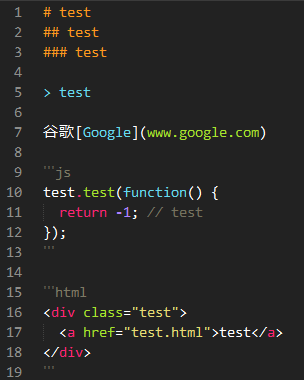 1 # test
2 ## test
3 ### test
4
5 > test
6
7 谷歌[Google](www.google.com)
8
9 ```js
10 test.test(function() {
11   return -1; // test
12 });
13 ```
14
15 ```html
16 <div class="test">
17   <a href="test.html">test</a>
18 </div>
19 ```